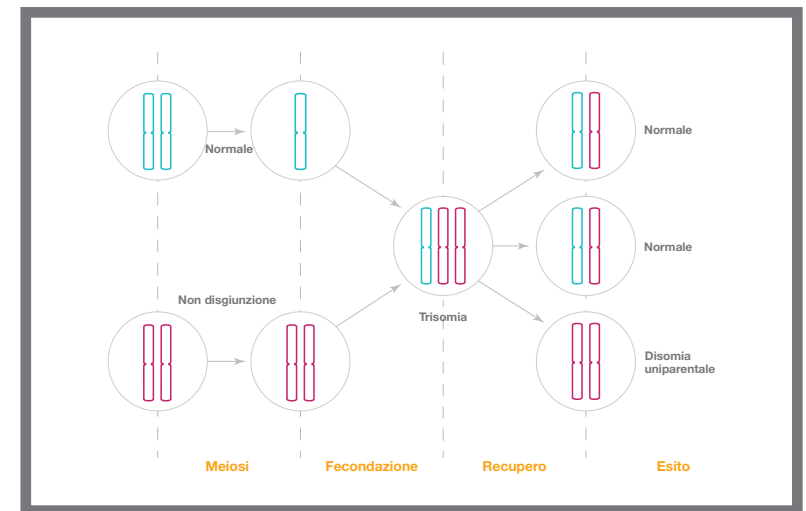 Normale
Normale
Normale
Non disgiunzione
Trisomia
Disomia
uniparentale
Meiosi
Fecondazione
Recupero
Esito